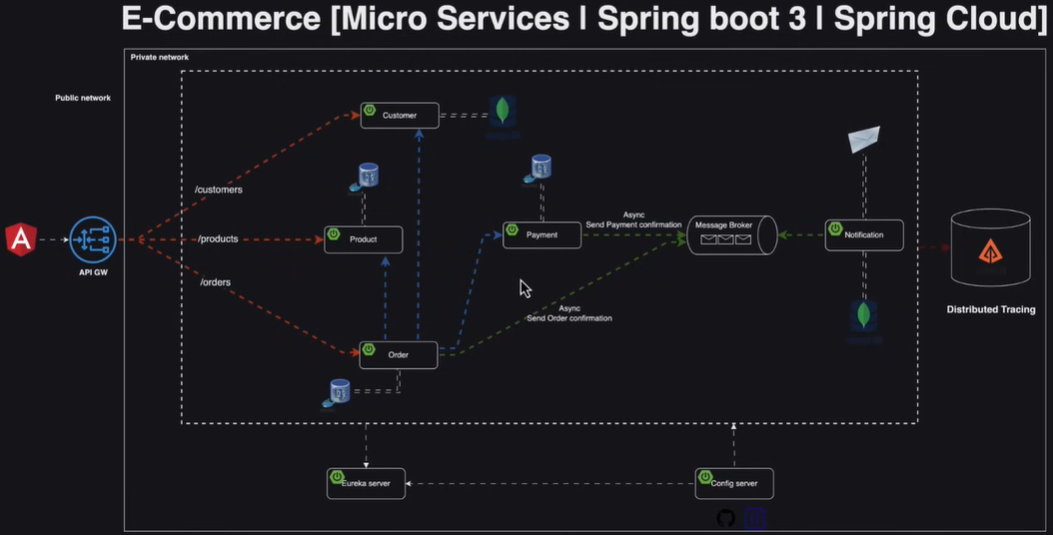 E-Commerce [Micro Services | Spring boot 3 | Spring Cloud]
Private network
Public network
Customer
/customers
Product
/products
Payment
Async
Send Payment confirmation
Message Broker
Notification
API GW
/orders
Async
Send Order confirmation
Order
Distributed Tracing
Eureka server
Config server